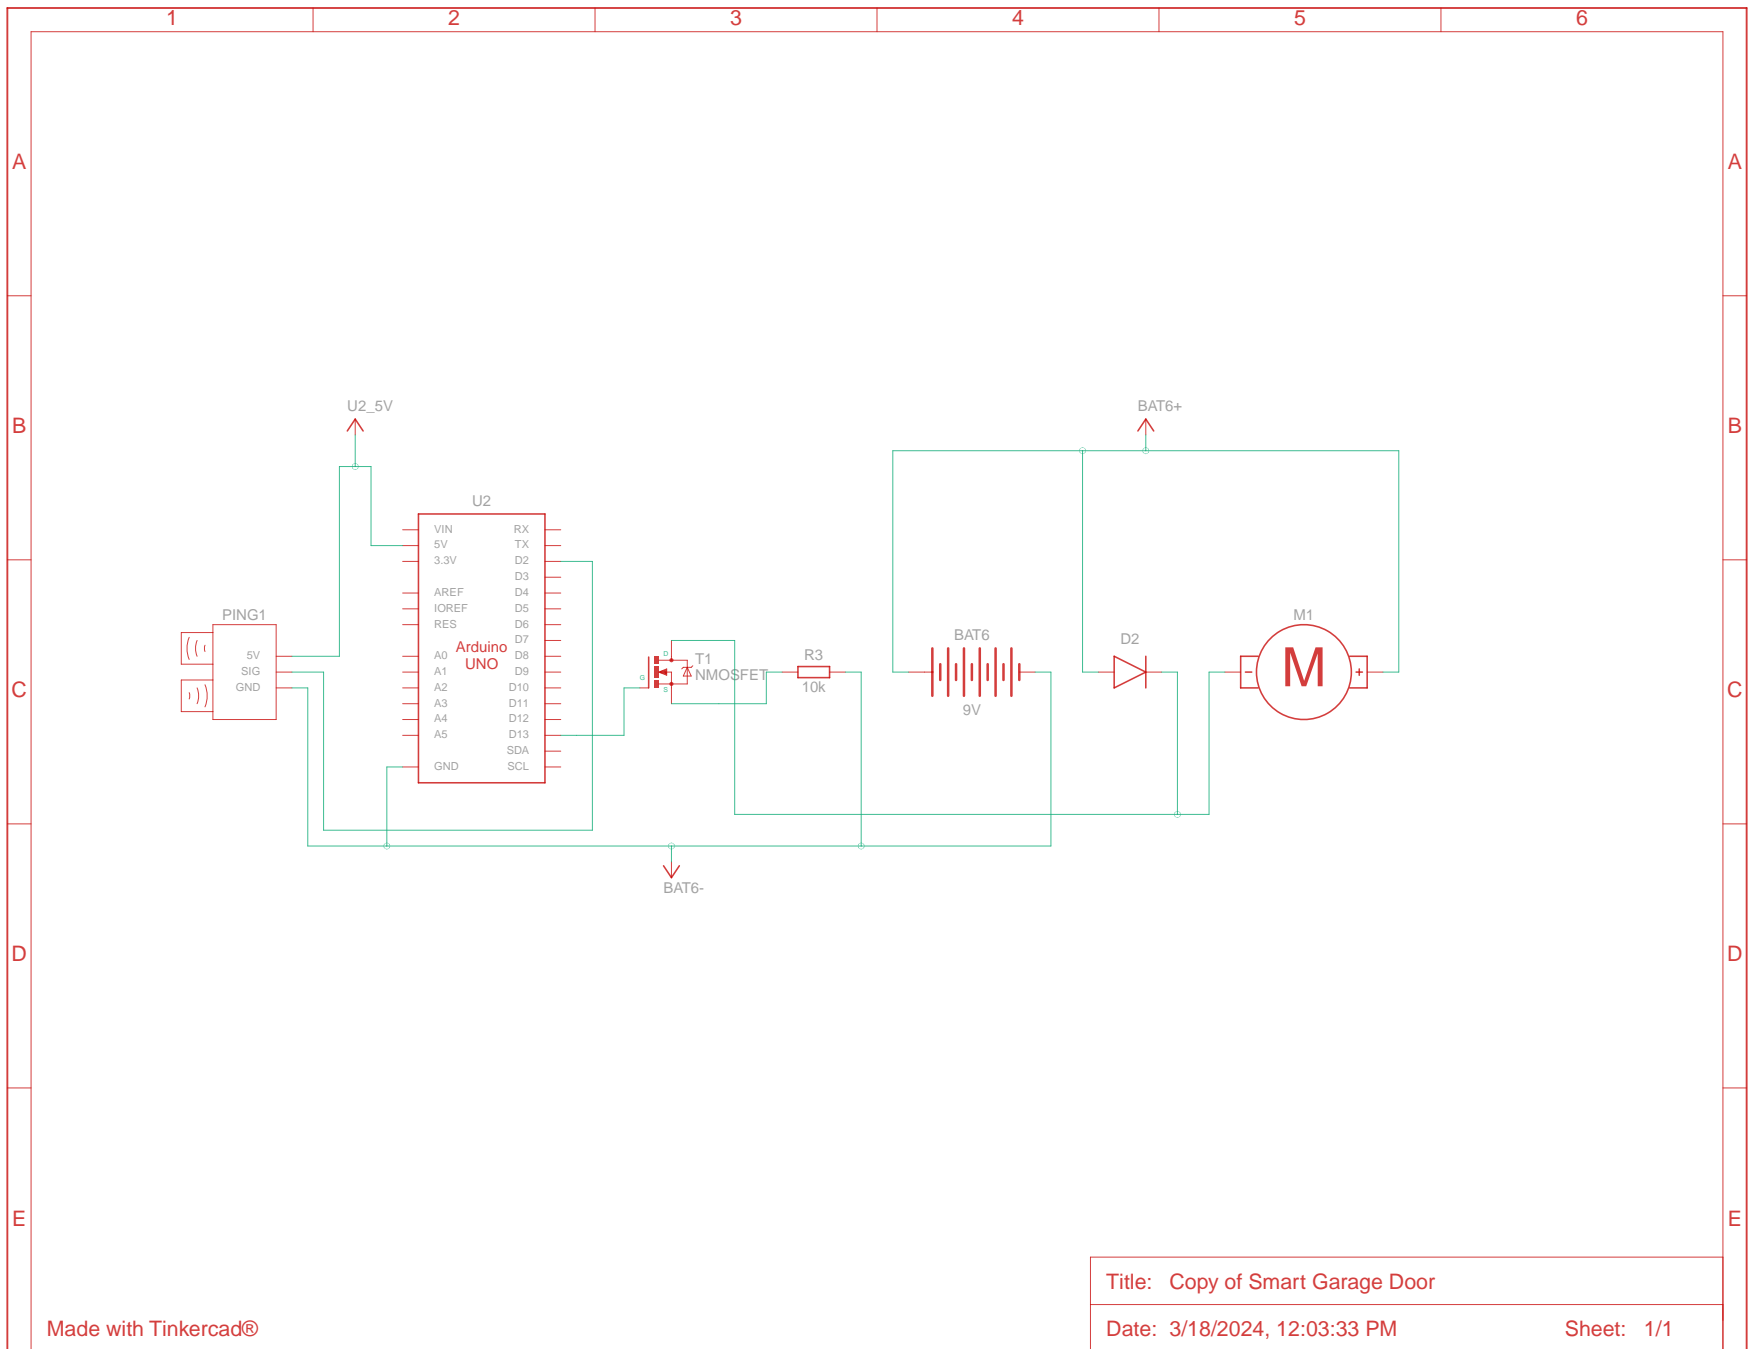 1 2 3 4 5 6
A A
B B
C C
D D
E E
U2_5V
BAT6+
U2
VIN RX
5V TX
3.3V D2
D3
AREF D4
IOREF D5
RES D6
D7
A0 D8
A1 D9
A2 D10
A3 D11
A4 D12
A5 D13
SDA
GND SCL
Arduino
UNO
PING1
5V
SIG
GND
D
G
S
T1
NMOSFET
R3
10k
BAT6
9V
D2
M1
- M +
BAT6-
Title: Copy of Smart Garage Door
Made with Tinkercad®
Date: 3/18/2024, 12:03:33 PM Sheet: 1/1